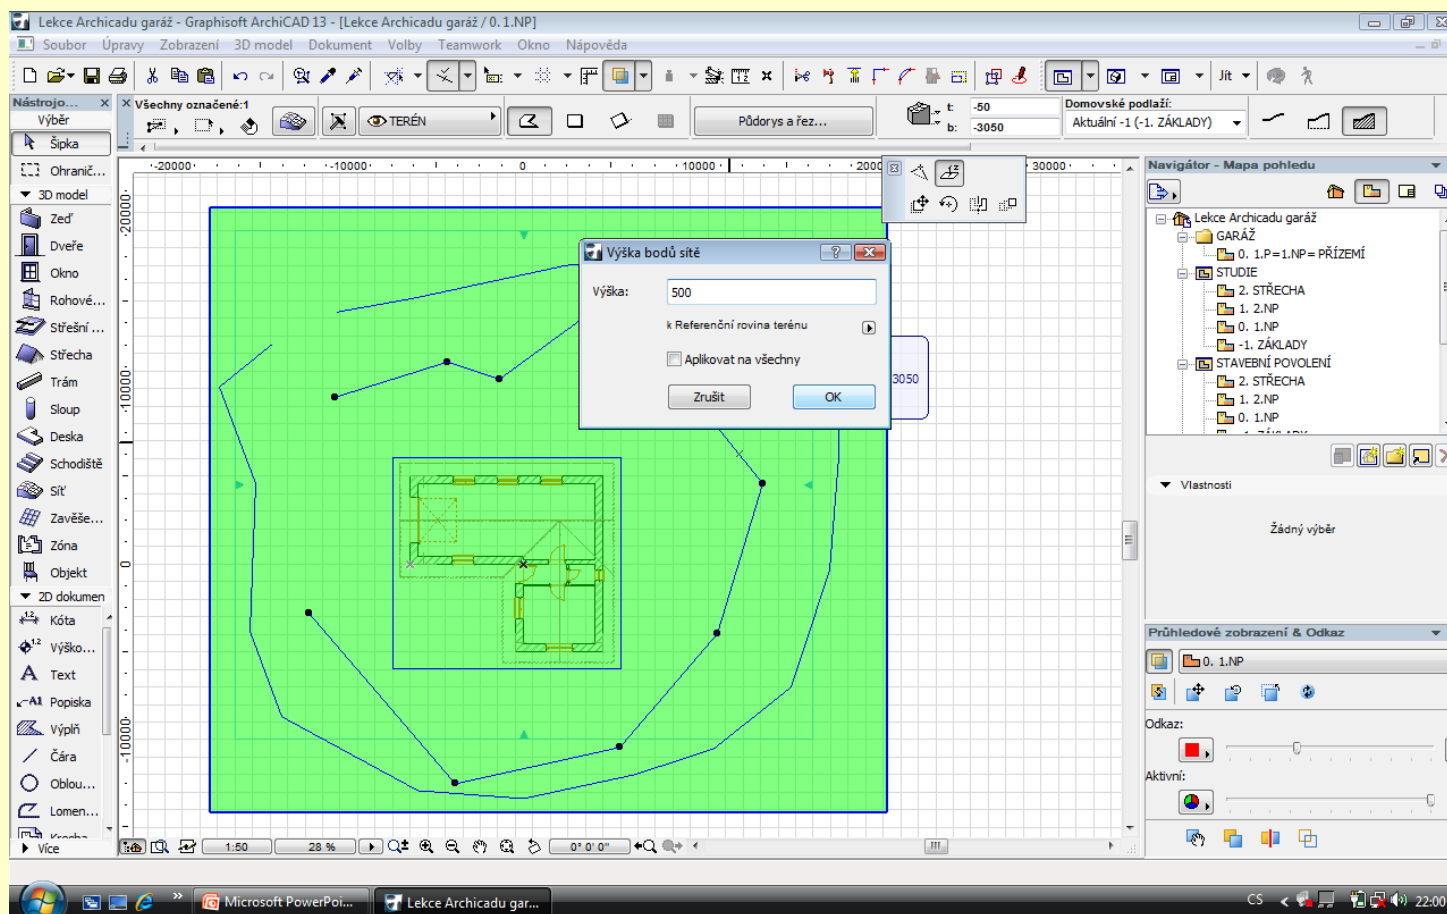 Lekce Archicadu garáž - Graphisoft ArchiCAD 13 - [Lekce Archicadu garáž / 0. 1.NP]
Soubor Úpravy Zobrazení 3D model Dokument Volby Teamwork Okno Nápověda
Jít
Nástrojo...
Výběr
Šipka
Ohranič...
3D model
Zeď
Dveře
Okno
Rohové...
Střešní ...
Střecha
Trám
Sloup
Deska
Schodiště
Síť
Zavěše...
Zóna
Objekt
2D dokumen
Kóta
Výško...
Text
Popiska
Výplň
Čára
Oblou...
Lomen...
Více
Všechny označené:1
TERÉN
Půdorys a řez...
t: -50
b: -3050
Domovské podlaží:
Aktuální -1 (-1. ZÁKLADY)
-20000 -10000 0 10000 2000 30000
-20000
-10000
0
-10000
Výška bodů sítě
Výška: 500
k Referenční rovina terénu
Aplikovat na všechny
Zrušit OK
3050
Navigátor - Mapa pohledu
Lekce Archicadu garáž
GARÁŽ
0. 1.P=1.NP= PŘÍZEMÍ
STUDIE
2. STŘECHA
1. 2.NP
0. 1.NP
-1. ZÁKLADY
STAVEBNÍ POVOLENÍ
2. STŘECHA
1. 2.NP
0. 1.NP
Vlastnosti
Žádný výběr
Průhledové zobrazení & Odkaz
0. 1.NP
Odkaz:
Aktivní:
1:50 28 % 0° 0' 0"
Microsoft PowerPoi... Lekce Archicadu gar... CS 22:00